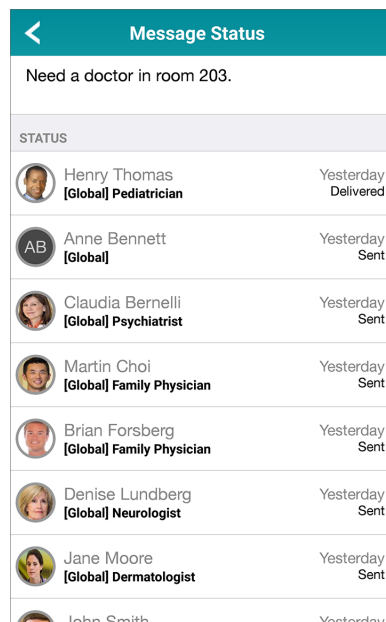 Message Status
Need a doctor in room 203.
STATUS
Henry Thomas Yesterday
[Global] Pediatrician Delivered
AB Anne Bennett Yesterday
[Global] Sent
Claudia Bernelli Yesterday
[Global] Psychiatrist Sent
Martin Choi Yesterday
[Global] Family Physician Sent
Brian Forsberg Yesterday
[Global] Family Physician Sent
Denise Lundberg Yesterday
[Global] Neurologist Sent
Jane Moore Yesterday
[Global] Dermatologist Sent
John Smith Yesterday